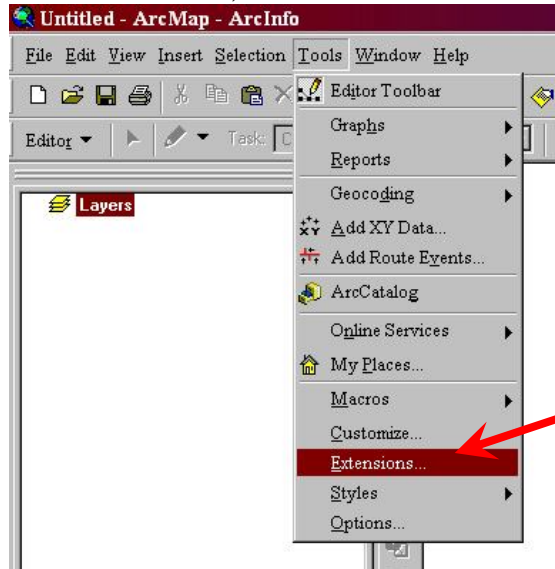 Untitled - ArcMap - ArcInfo
File Edit View Insert Selection Tools Window Help
Editor Toolbar
Editor Task: C
Graphs
Reports
Geocoding
Layers
Add XY Data...
Add Route Events...
ArcCatalog
Online Services
My Places...
Macros
Customize...
Extensions...
Styles
Options...